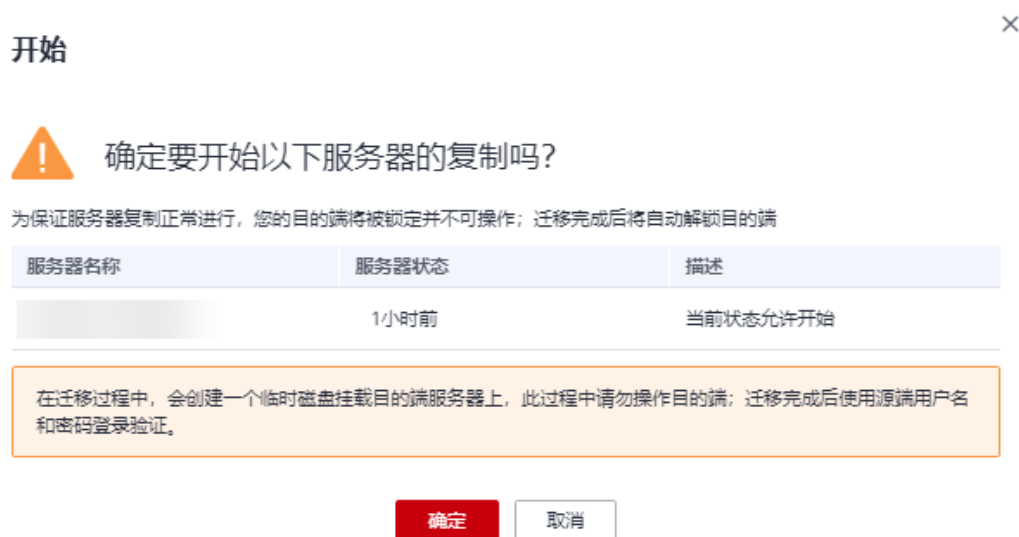 开始
确定要开始以下服务器的复制吗？
为保证服务器复制正常进行，您的目的端将被锁定并不可操作；迁移完成后将自动解锁目的端
服务器名称 服务器状态 描述
1小时前 当前状态允许开始
在迁移过程中，会创建一个临时磁盘挂载目的端服务器上，此过程中请勿操作目的端；迁移完成后使用源端用户名
和密码登录验证。
确定 取消